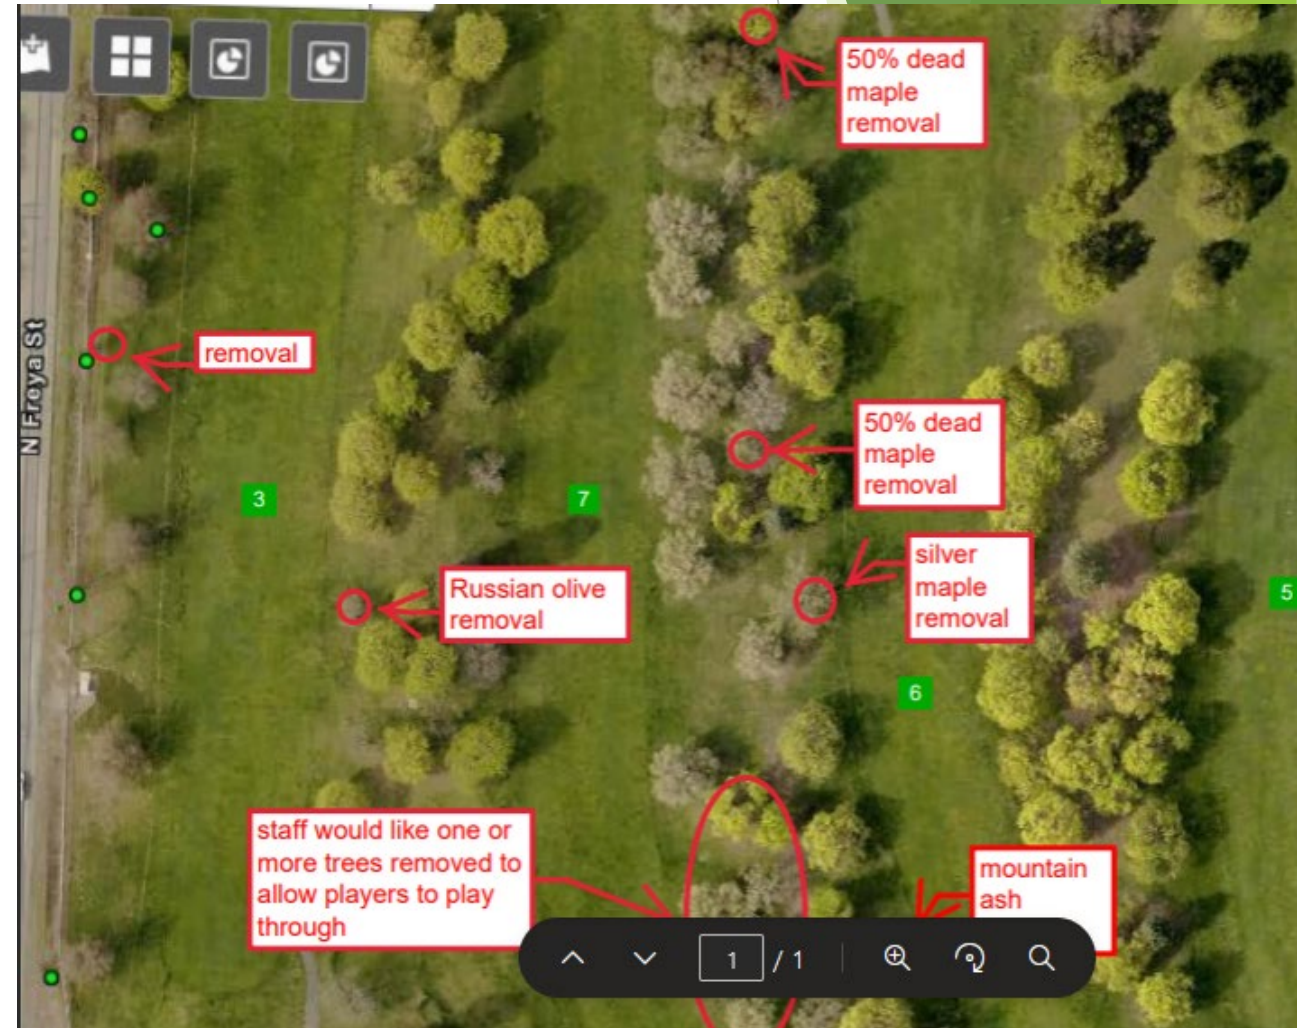 50% dead
maple
removal
N Freya St
removal
50% dead
maple
removal
3
7
silver
maple
removal
Russian olive
removal
5
6
staff would like one or
more trees removed to
allow players to play
through
mountain
ash
1 / 1